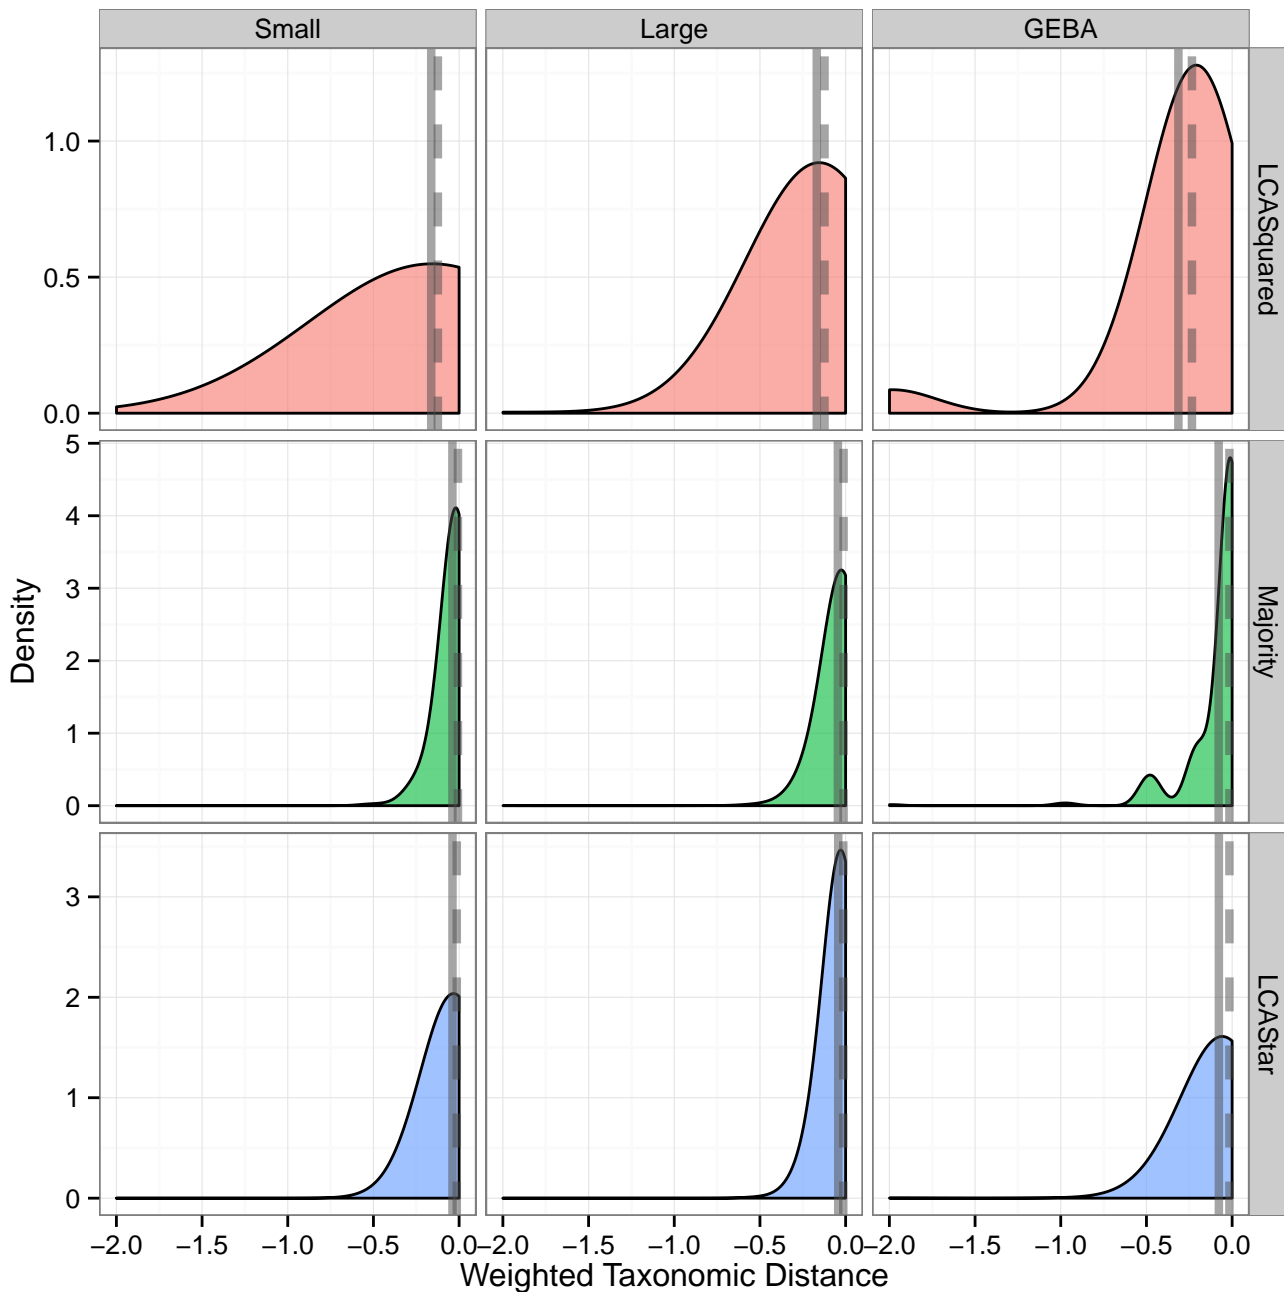 Small Large GEBA
1.0
0.5
0.0
LCASquared
5
4
3
2
1
0
Majority
Density
3
2
1
0
LCAStar
−2.0 −1.5 −1.0 −0.5 0.0 −2.0 −1.5 −1.0 −0.5 0.0 −2.0 −1.5 −1.0 −0.5 0.0
Weighted Taxonomic Distance